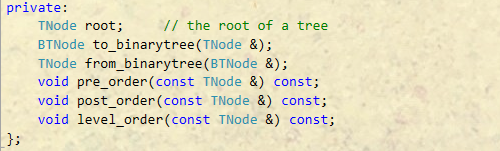 private:
    TNode root;     // the root of a tree
    BTNode to_binarytree(TNode &);
    TNode from_binarytree(BTNode &);
    void pre_order(const TNode &) const;
    void post_order(const TNode &) const;
    void level_order(const TNode &) const;
};